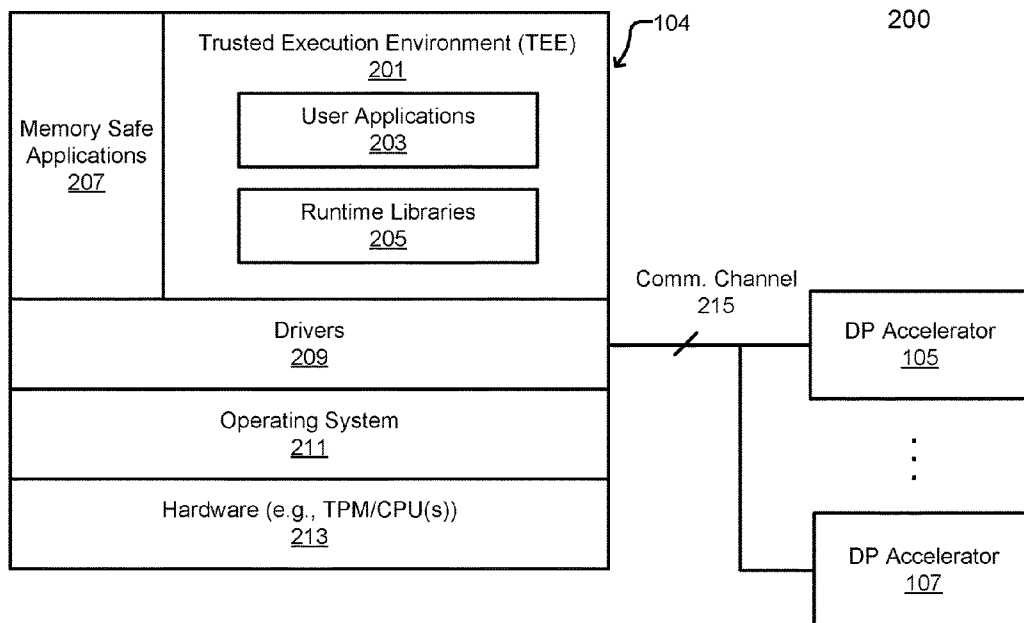 200
104
Trusted Execution Environment (TEE)
201
User Applications
203
Memory Safe
Applications
207
Runtime Libraries
205
Drivers
209
Operating System
211
Hardware (e.g., TPM/CPU(s))
213
Comm. Channel
215
DP Accelerator
105
DP Accelerator
107